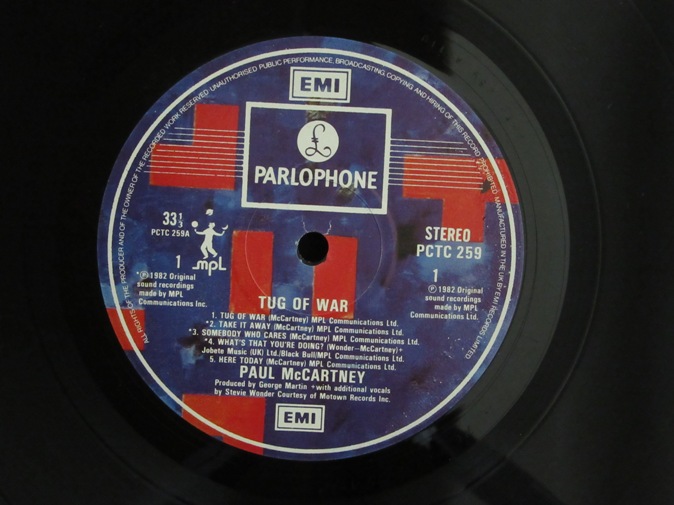 EMI
ALL RIGHTS OF THE PRODUCER AND OF THE OWNER OF THE RECORDED WORK RESERVED. UNAUTHORISED PUBLIC PERFORMANCE, BROADCASTING, COPYING AND HIRING OF THIS RECORD PROHIBITED. MANUFACTURED IN THE UK BY EMI RECORDS LIMITED
£
PARLOPHONE
33⅓
PCTC 259A
STEREO
PCTC 259
1
mpl
*℗1982 Original
sound recordings
made by MPL
Communications Inc.
1
℗ 1982 Original
sound recordings
made by MPL
Communications Ltd.
TUG OF WAR
1. TUG OF WAR (McCartney) MPL Communications Ltd.
*2. TAKE IT AWAY (McCartney) MPL Communications Ltd.
*3. SOMEBODY WHO CARES (McCartney) MPL Communications Ltd.
*4. WHAT'S THAT YOU'RE DOING? (Wonder-McCartney)+
Jobete Music (UK) Ltd./Black Bull/MPL Communications Ltd.
5. HERE TODAY (McCartney) MPL Communications Ltd.
PAUL McCARTNEY
Produced by George Martin +with additional vocals
by Stevie Wonder Courtesy of Motown Records Inc.
EMI